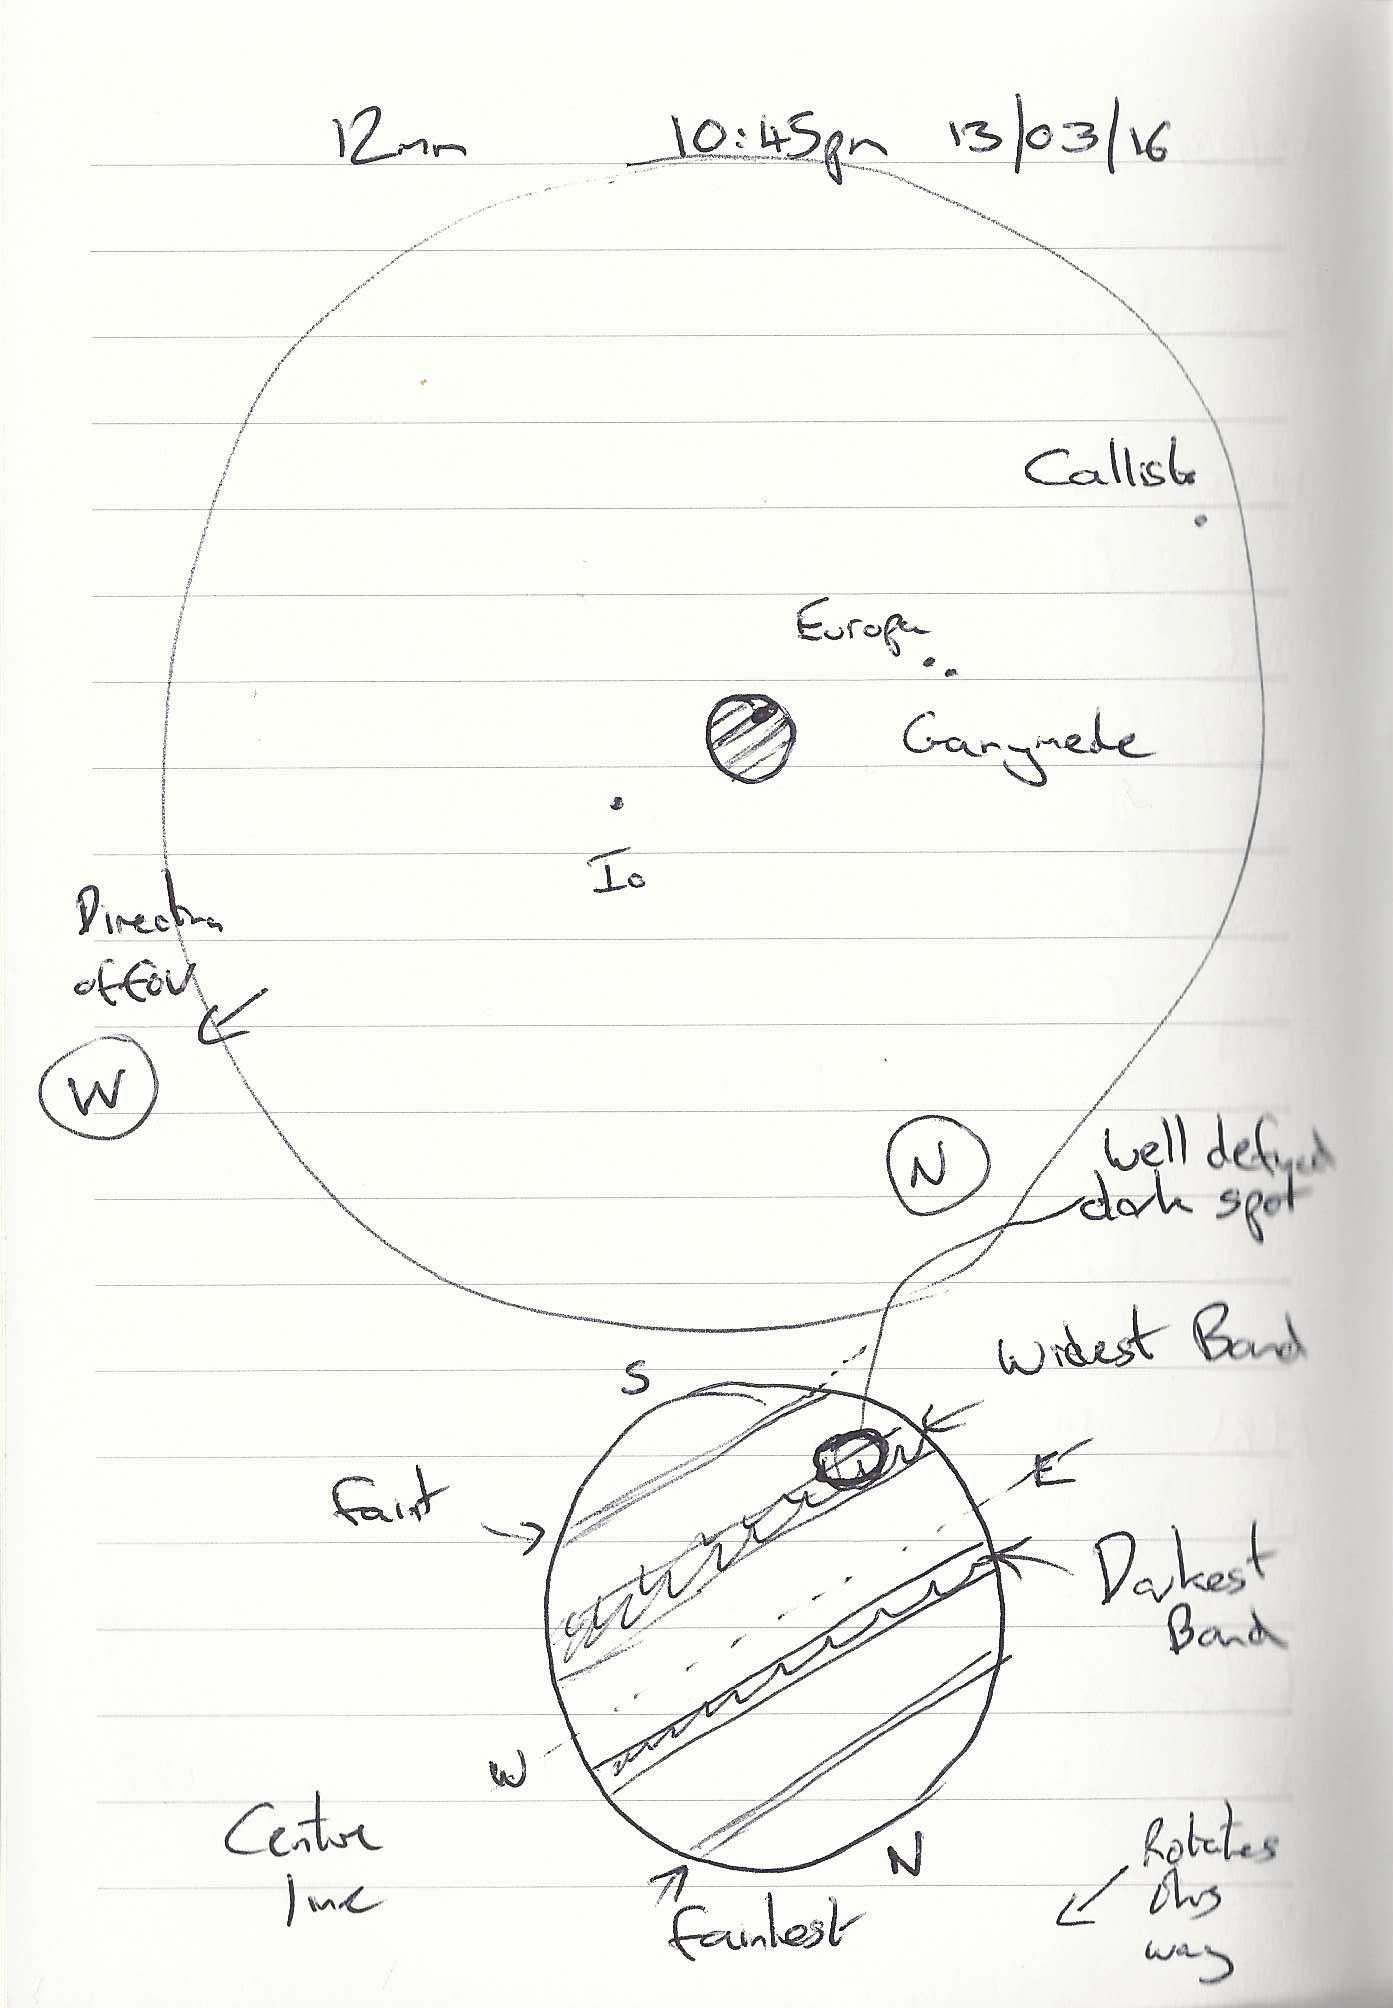 12mm 10:45pm 13/03/16
Callisto
Europa
Ganymede
Io
Direction
of FOV
W
N
Well defined
dark spot
Widest Band
S
E
Faint
Darkest
Band
W
Centre
line
N
Rotates
this
way
Faintest